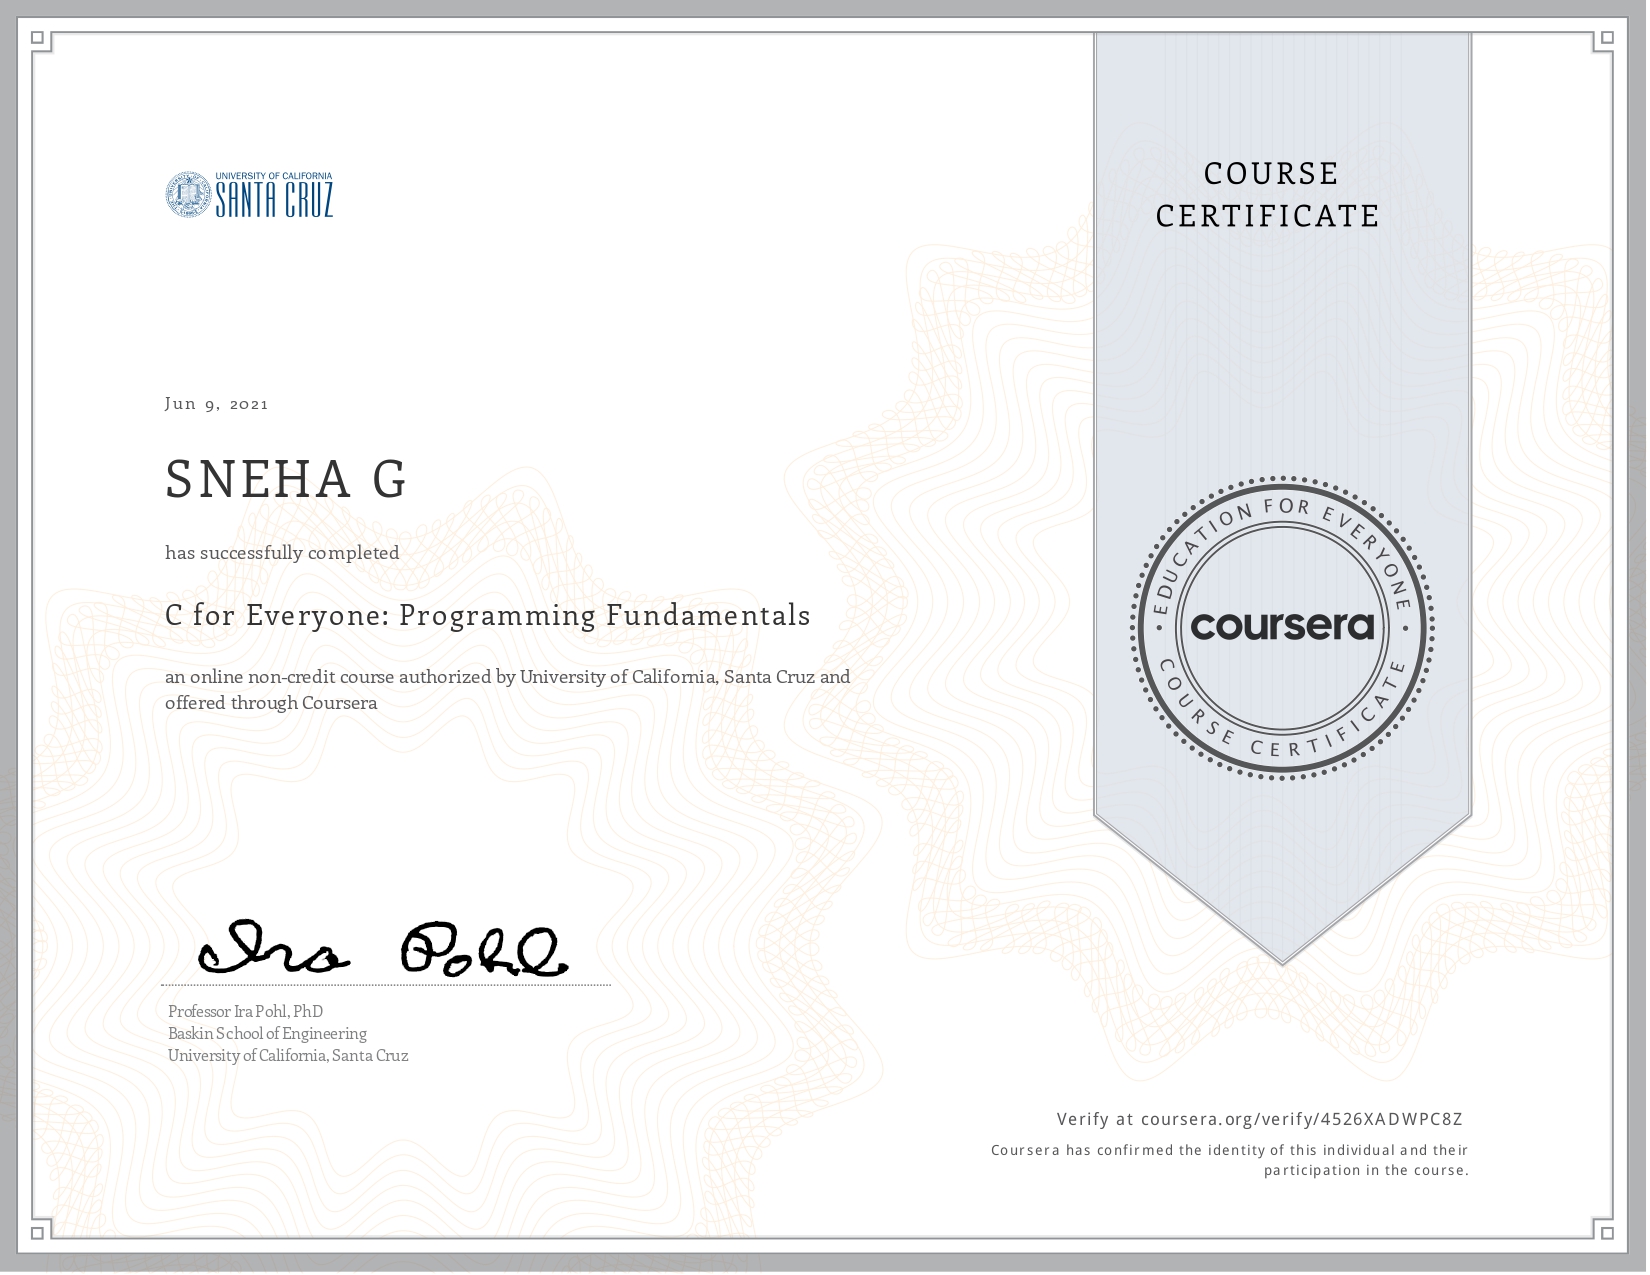 UNIVERSITY OF CALIFORNIA
SANTA CRUZ
COURSE
CERTIFICATE
Jun 9, 2021
SNEHA G
has successfully completed
C for Everyone: Programming Fundamentals
an online non-credit course authorized by University of California, Santa Cruz and
offered through Coursera
EDUCATION FOR EVERYONE
coursera
COURSE CERTIFICATE
Ira Pohl
Professor Ira Pohl, PhD
Baskin School of Engineering
University of California, Santa Cruz
Verify at coursera.org/verify/4526XADWPC8Z
Coursera has confirmed the identity of this individual and their
participation in the course.